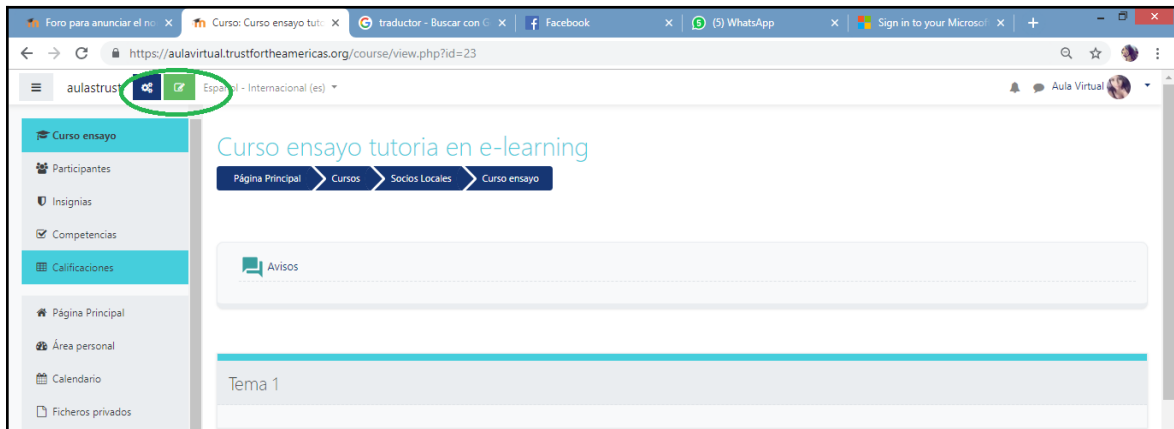 Foro para anunciar el no
Curso: Curso ensayo tuto
traductor - Buscar con G
Facebook
(5) WhatsApp
Sign in to your Microsof
https://aulavirtual.trustfortheamericas.org/course/view.php?id=23
aulastrust
Español - Internacional (es)
Aula Virtual
Curso ensayo
Participantes
Insignias
Competencias
Calificaciones
Página Principal
Área personal
Calendario
Ficheros privados
Curso ensayo tutoria en e-learning
Página Principal Cursos Socios Locales Curso ensayo
Avisos
Tema 1